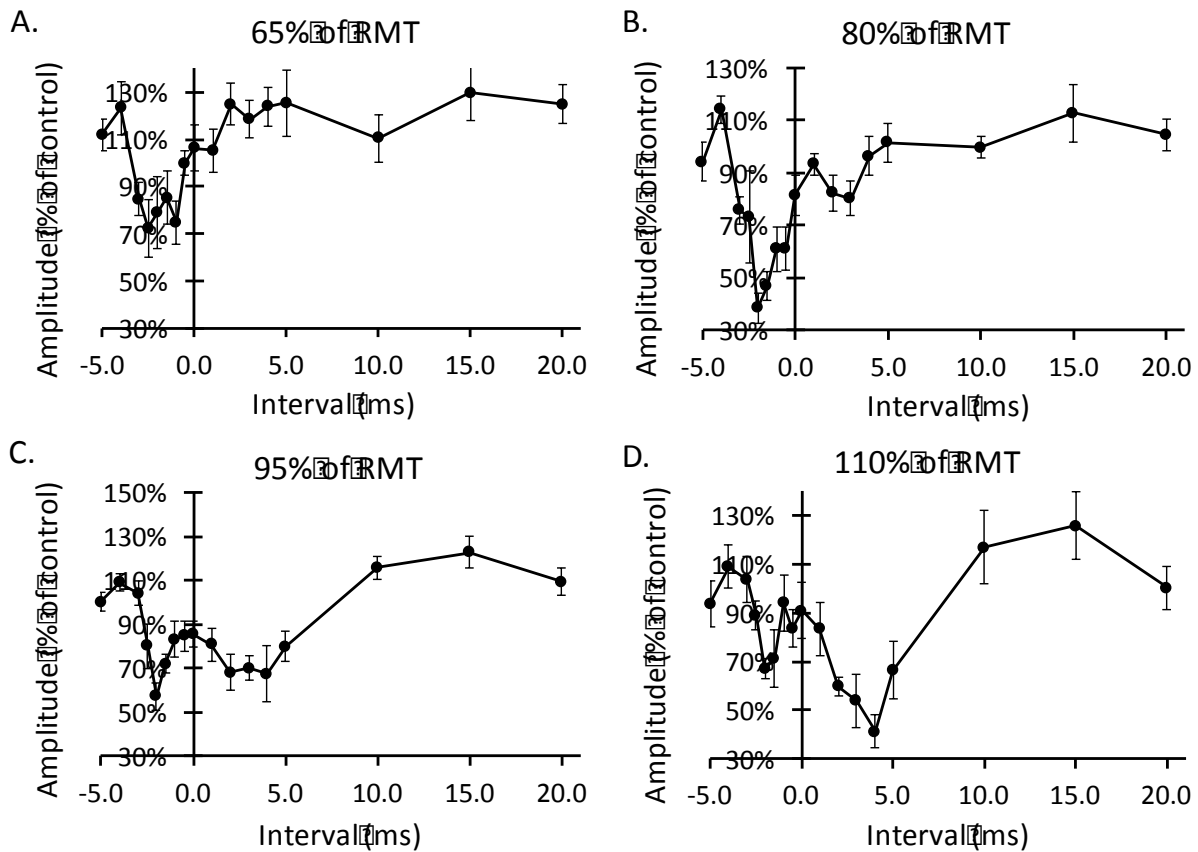 A.
65%⍰of⍰RMT
Amplitude⍰(%⍰of⍰control)
130%
110%
90%
70%
50%
30%
-5.0 0.0 5.0 10.0 15.0 20.0
Interval⍰(ms)
B.
80%⍰of⍰RMT
Amplitude⍰(%⍰of⍰control)
130%
110%
90%
70%
50%
30%
-5.0 0.0 5.0 10.0 15.0 20.0
Interval⍰(ms)
C.
95%⍰of⍰RMT
Amplitude⍰(%⍰of⍰control)
150%
130%
110%
90%
70%
50%
30%
-5.0 0.0 5.0 10.0 15.0 20.0
Interval⍰(ms)
D.
110%⍰of⍰RMT
Amplitude⍰(%⍰of⍰control)
130%
110%
90%
70%
50%
30%
-5.0 0.0 5.0 10.0 15.0 20.0
Interval⍰(ms)